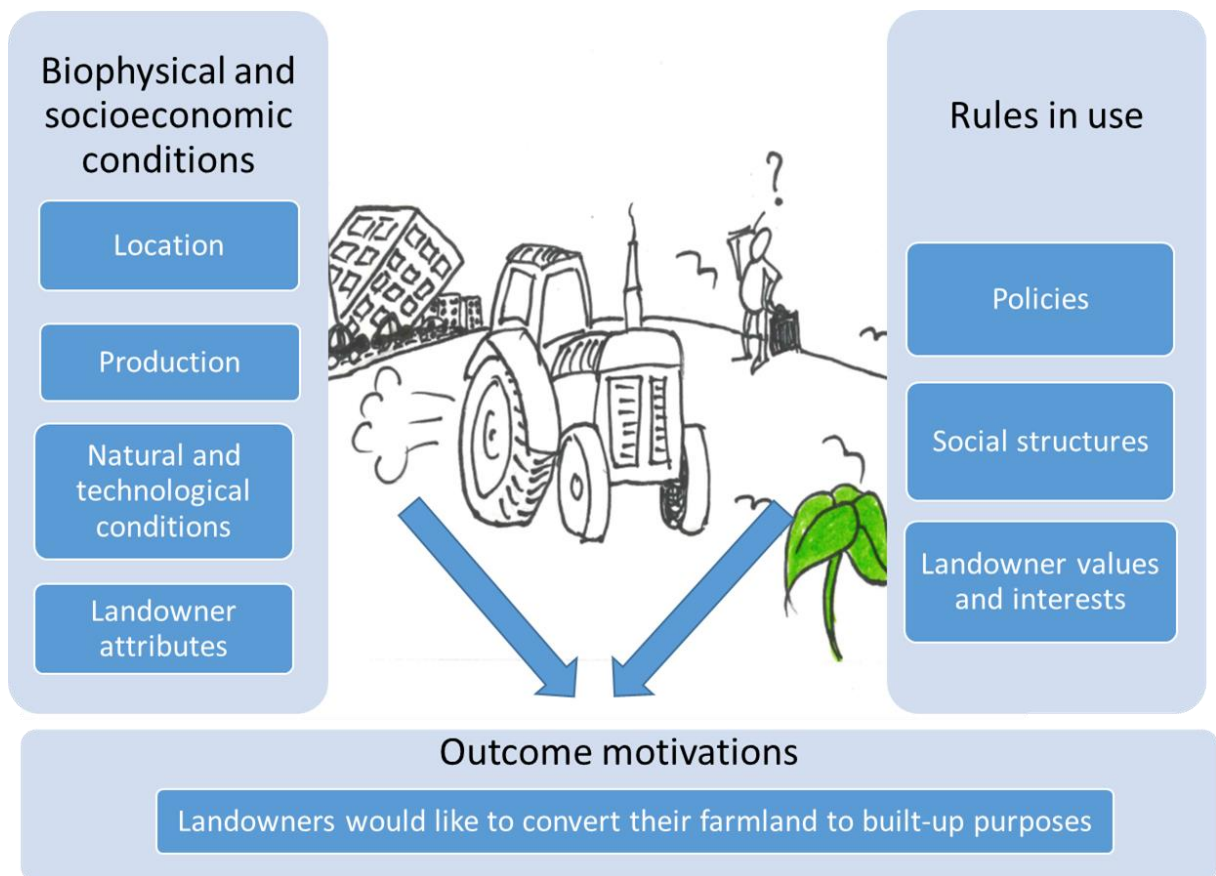 Biophysical and
socioeconomic
conditions
Location
Production
Natural and
technological
conditions
Landowner
attributes
?
Rules in use
Policies
Social structures
Landowner values
and interests
Outcome motivations
Landowners would like to convert their farmland to built-up purposes